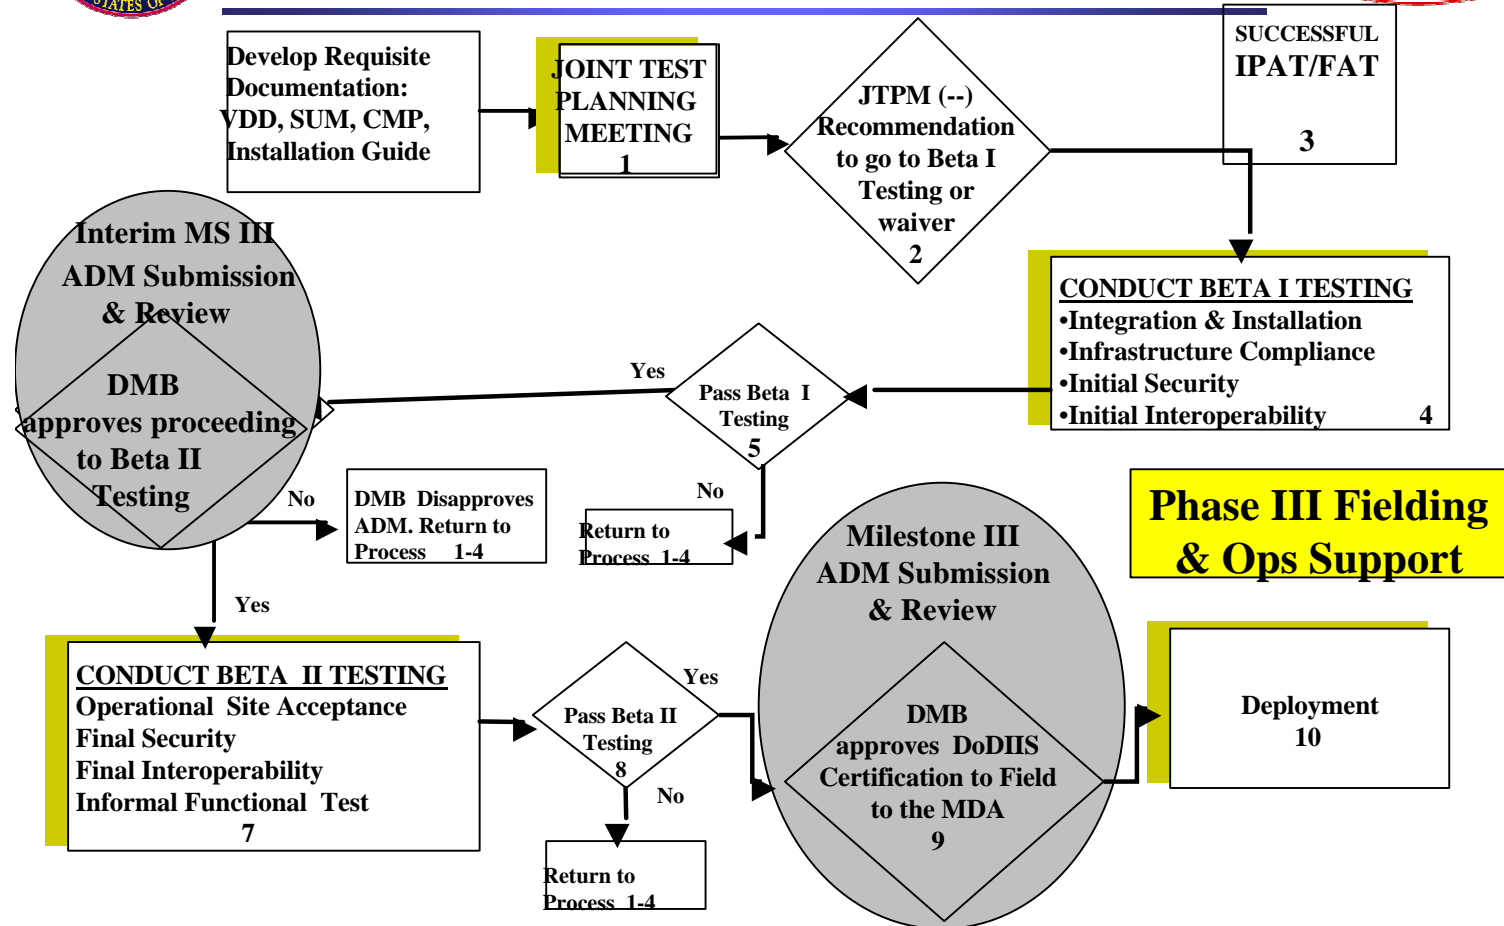 STATES OF
Develop Requisite
Documentation:
VDD, SUM, CMP,
Installation Guide
JOINT TEST
PLANNING
MEETING
1
JTPM (--)
Recommendation
to go to Beta I
Testing or
waiver
2
SUCCESSFUL
IPAT/FAT
3
Interim MS III
ADM Submission
& Review
DMB
approves proceeding
to Beta II
Testing
Yes
Pass Beta I
Testing
5
CONDUCT BETA I TESTING
•Integration & Installation
•Infrastructure Compliance
•Initial Security
•Initial Interoperability 4
No
DMB Disapproves
ADM. Return to
Process 1-4
No
Return to
Process 1-4
Milestone III
ADM Submission
& Review
Phase III Fielding
& Ops Support
Yes
CONDUCT BETA II TESTING
Operational Site Acceptance
Final Security
Final Interoperability
Informal Functional Test
7
Pass Beta II
Testing
8
Yes
No
Return to
Process 1-4
DMB
approves DoDIIS
Certification to Field
to the MDA
9
Deployment
10